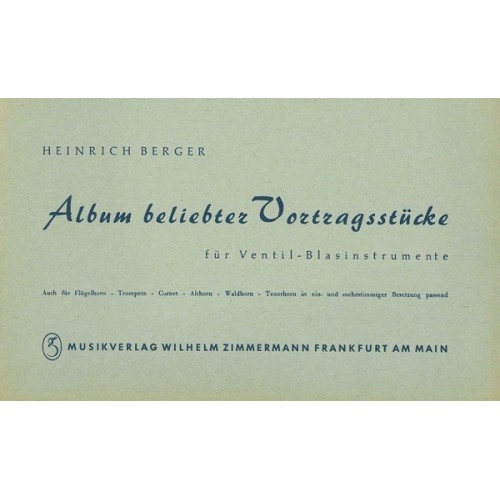 HEINRICH BERGER
Album beliebter Vortragsstücke
für Ventil-Blasinstrumente
Auch für Flügelhorn - Trompete - Cornet - Althorn - Waldhorn - Tenorhorn in ein- und mehrstimmiger Besetzung passend
MUSIKVERLAG WILHELM ZIMMERMANN FRANKFURT AM MAIN